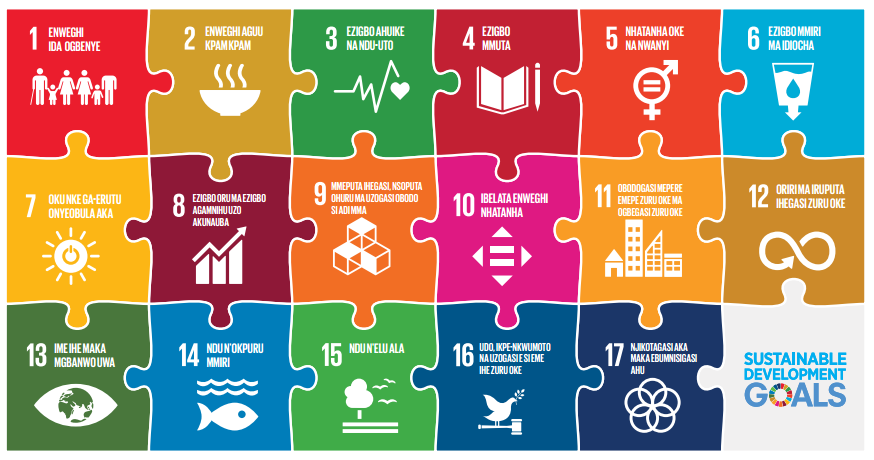 1 ENWEGHI
IDA OGBENYE
2 ENWEGHI AGUU
KPAM KPAM
3 EZIGBO AHUIKE
NA NDU-UTO
4 EZIGBO
MMUTA
5 NHATANHA OKE
NA NWANYI
6 EZIGBO MMIRI
MA IDIOCHA
7 OKU NKE GA-ERUTU
ONYEOBULA AKA
8 EZIGBO ORU MA EZIGBO
AGAMNIHU UZO
AKUNAUBA
9 MMEPUTA IHEGASI, NSOPUTA
OHURU MA UZOGASI OBODO
SI ADI MMA
10 IBELATA ENWEGHI
NHATANHA
11 OBODOGASI MEPERE
EMEPE ZURU OKE MA
OGBEGASI ZURU OKE
12 ORIRI MA IRUPUTA
IHEGASI ZURU OKE
13 IME IHE MAKA
MGBANWO UWA
14 NDU N'OKPURU
MMIRI
15 NDU N'ELU ALA
16 UDO, IKPE-NKWUMOTO
NA UZOGASI E SI EME
IHE ZURU OKE
17 NJIKOTAGASI AKA
MAKA EBUMNISIGASI
AHU
SUSTAINABLE
DEVELOPMENT
GOALS